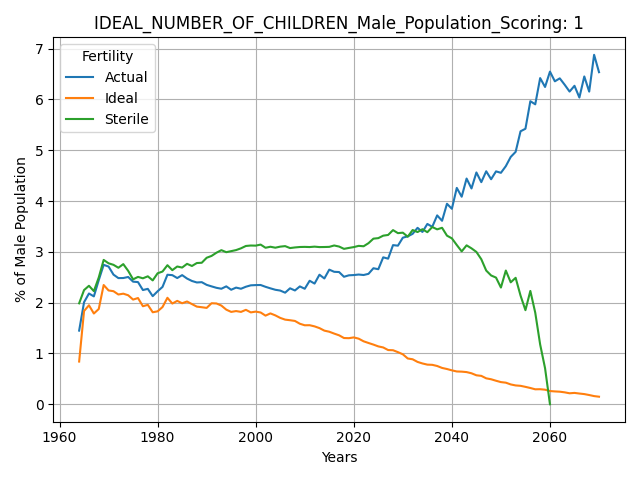 IDEAL_NUMBER_OF_CHILDREN_Male_Population_Scoring: 1
Fertility
Actual
Ideal
Sterile
% of Male Population
7
6
5
4
3
2
1
0
1960 1980 2000 2020 2040 2060
Years